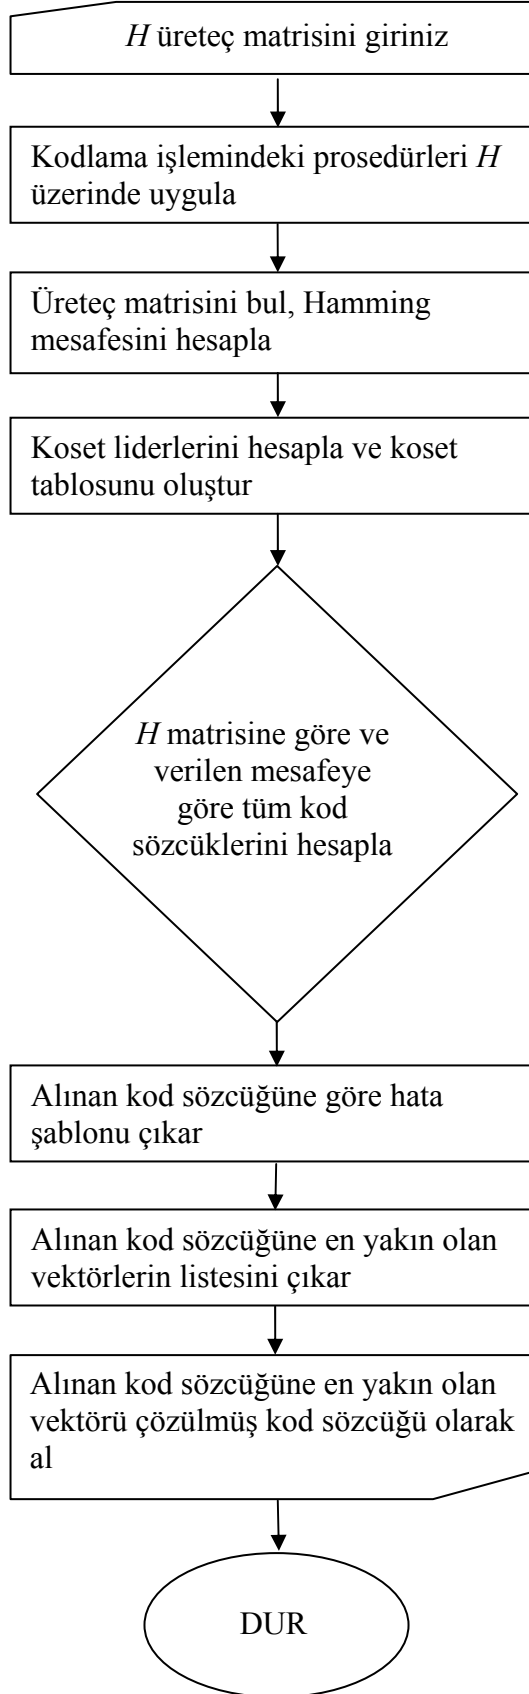 H üreteç matrisini giriniz
Kodlama işlemindeki prosedürleri H
üzerinde uygula
Üreteç matrisini bul, Hamming
mesafesini hesapla
Koset liderlerini hesapla ve koset
tablosunu oluştur
H matrisine göre ve
verilen mesafeye
göre tüm kod
sözcüklerini hesapla
Alınan kod sözcüğüne göre hata
şablonu çıkar
Alınan kod sözcüğüne en yakın olan
vektörlerin listesini çıkar
Alınan kod sözcüğüne en yakın olan
vektörü çözülmüş kod sözcüğü olarak
al
DUR